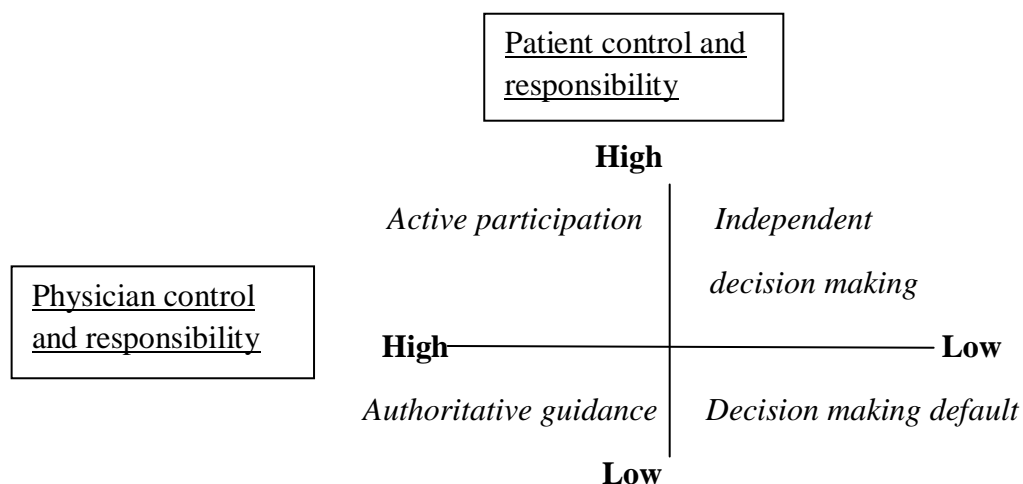 Patient control and
responsibility
High
Active participation
Independent
decision making
Physician control
and responsibility
High
Low
Authoritative guidance
Decision making default
Low